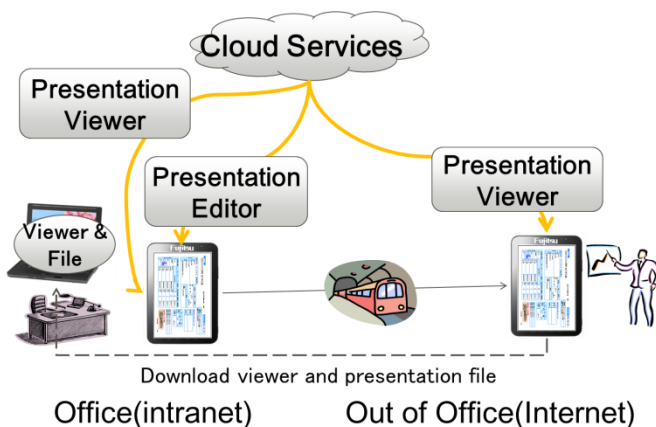 Cloud Services
Presentation
Viewer
Presentation
Editor
Presentation
Viewer
Viewer &
File
Fujitsu
Fujitsu
Download viewer and presentation file
Office(intranet)
Out of Office(Internet)